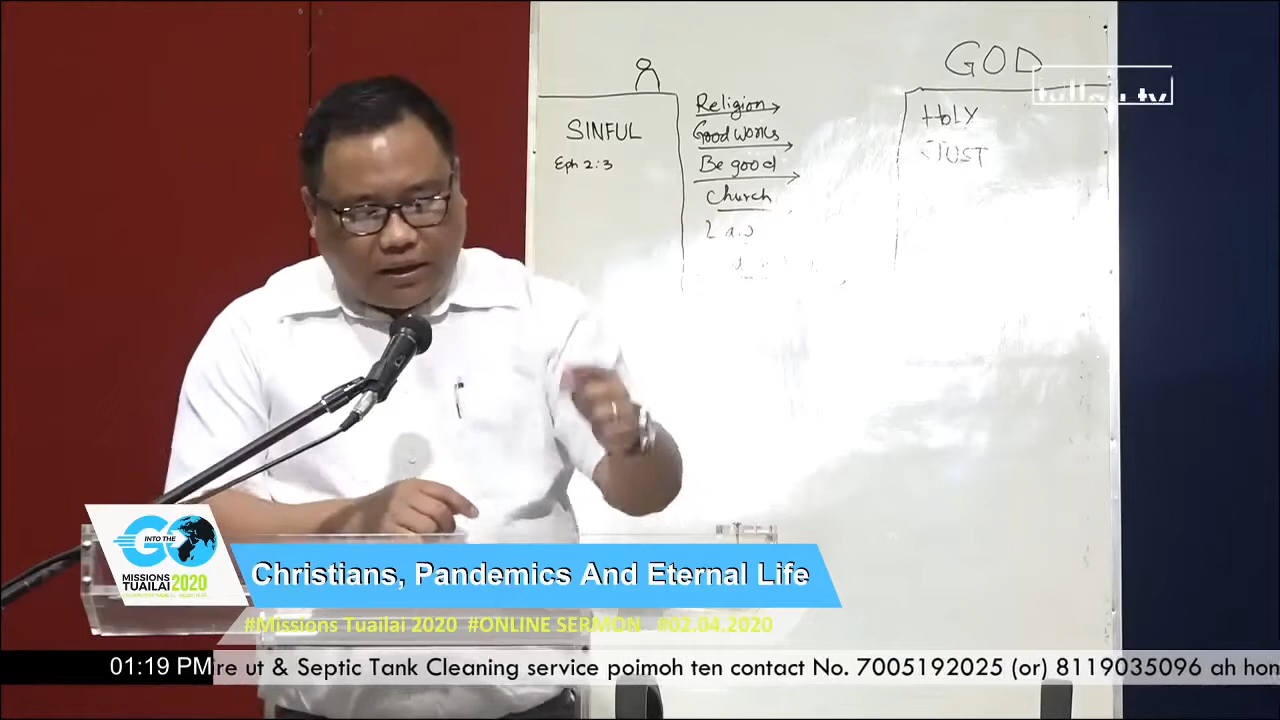 GOD
Religion
SINFUL
Eph 2:3
Good works
Be good
Church
HOLY
JUST
INTO THE
GO
MISSIONS
TUAILAI 2020
Christians, Pandemics And Eternal Life
#Missions Tuailai 2020 #ONLINE SERMON #02.04.2020
01:19 PM
ire ut & Septic Tank Cleaning service poimoh ten contact No. 7005192025 (or) 8119035096 ah hon